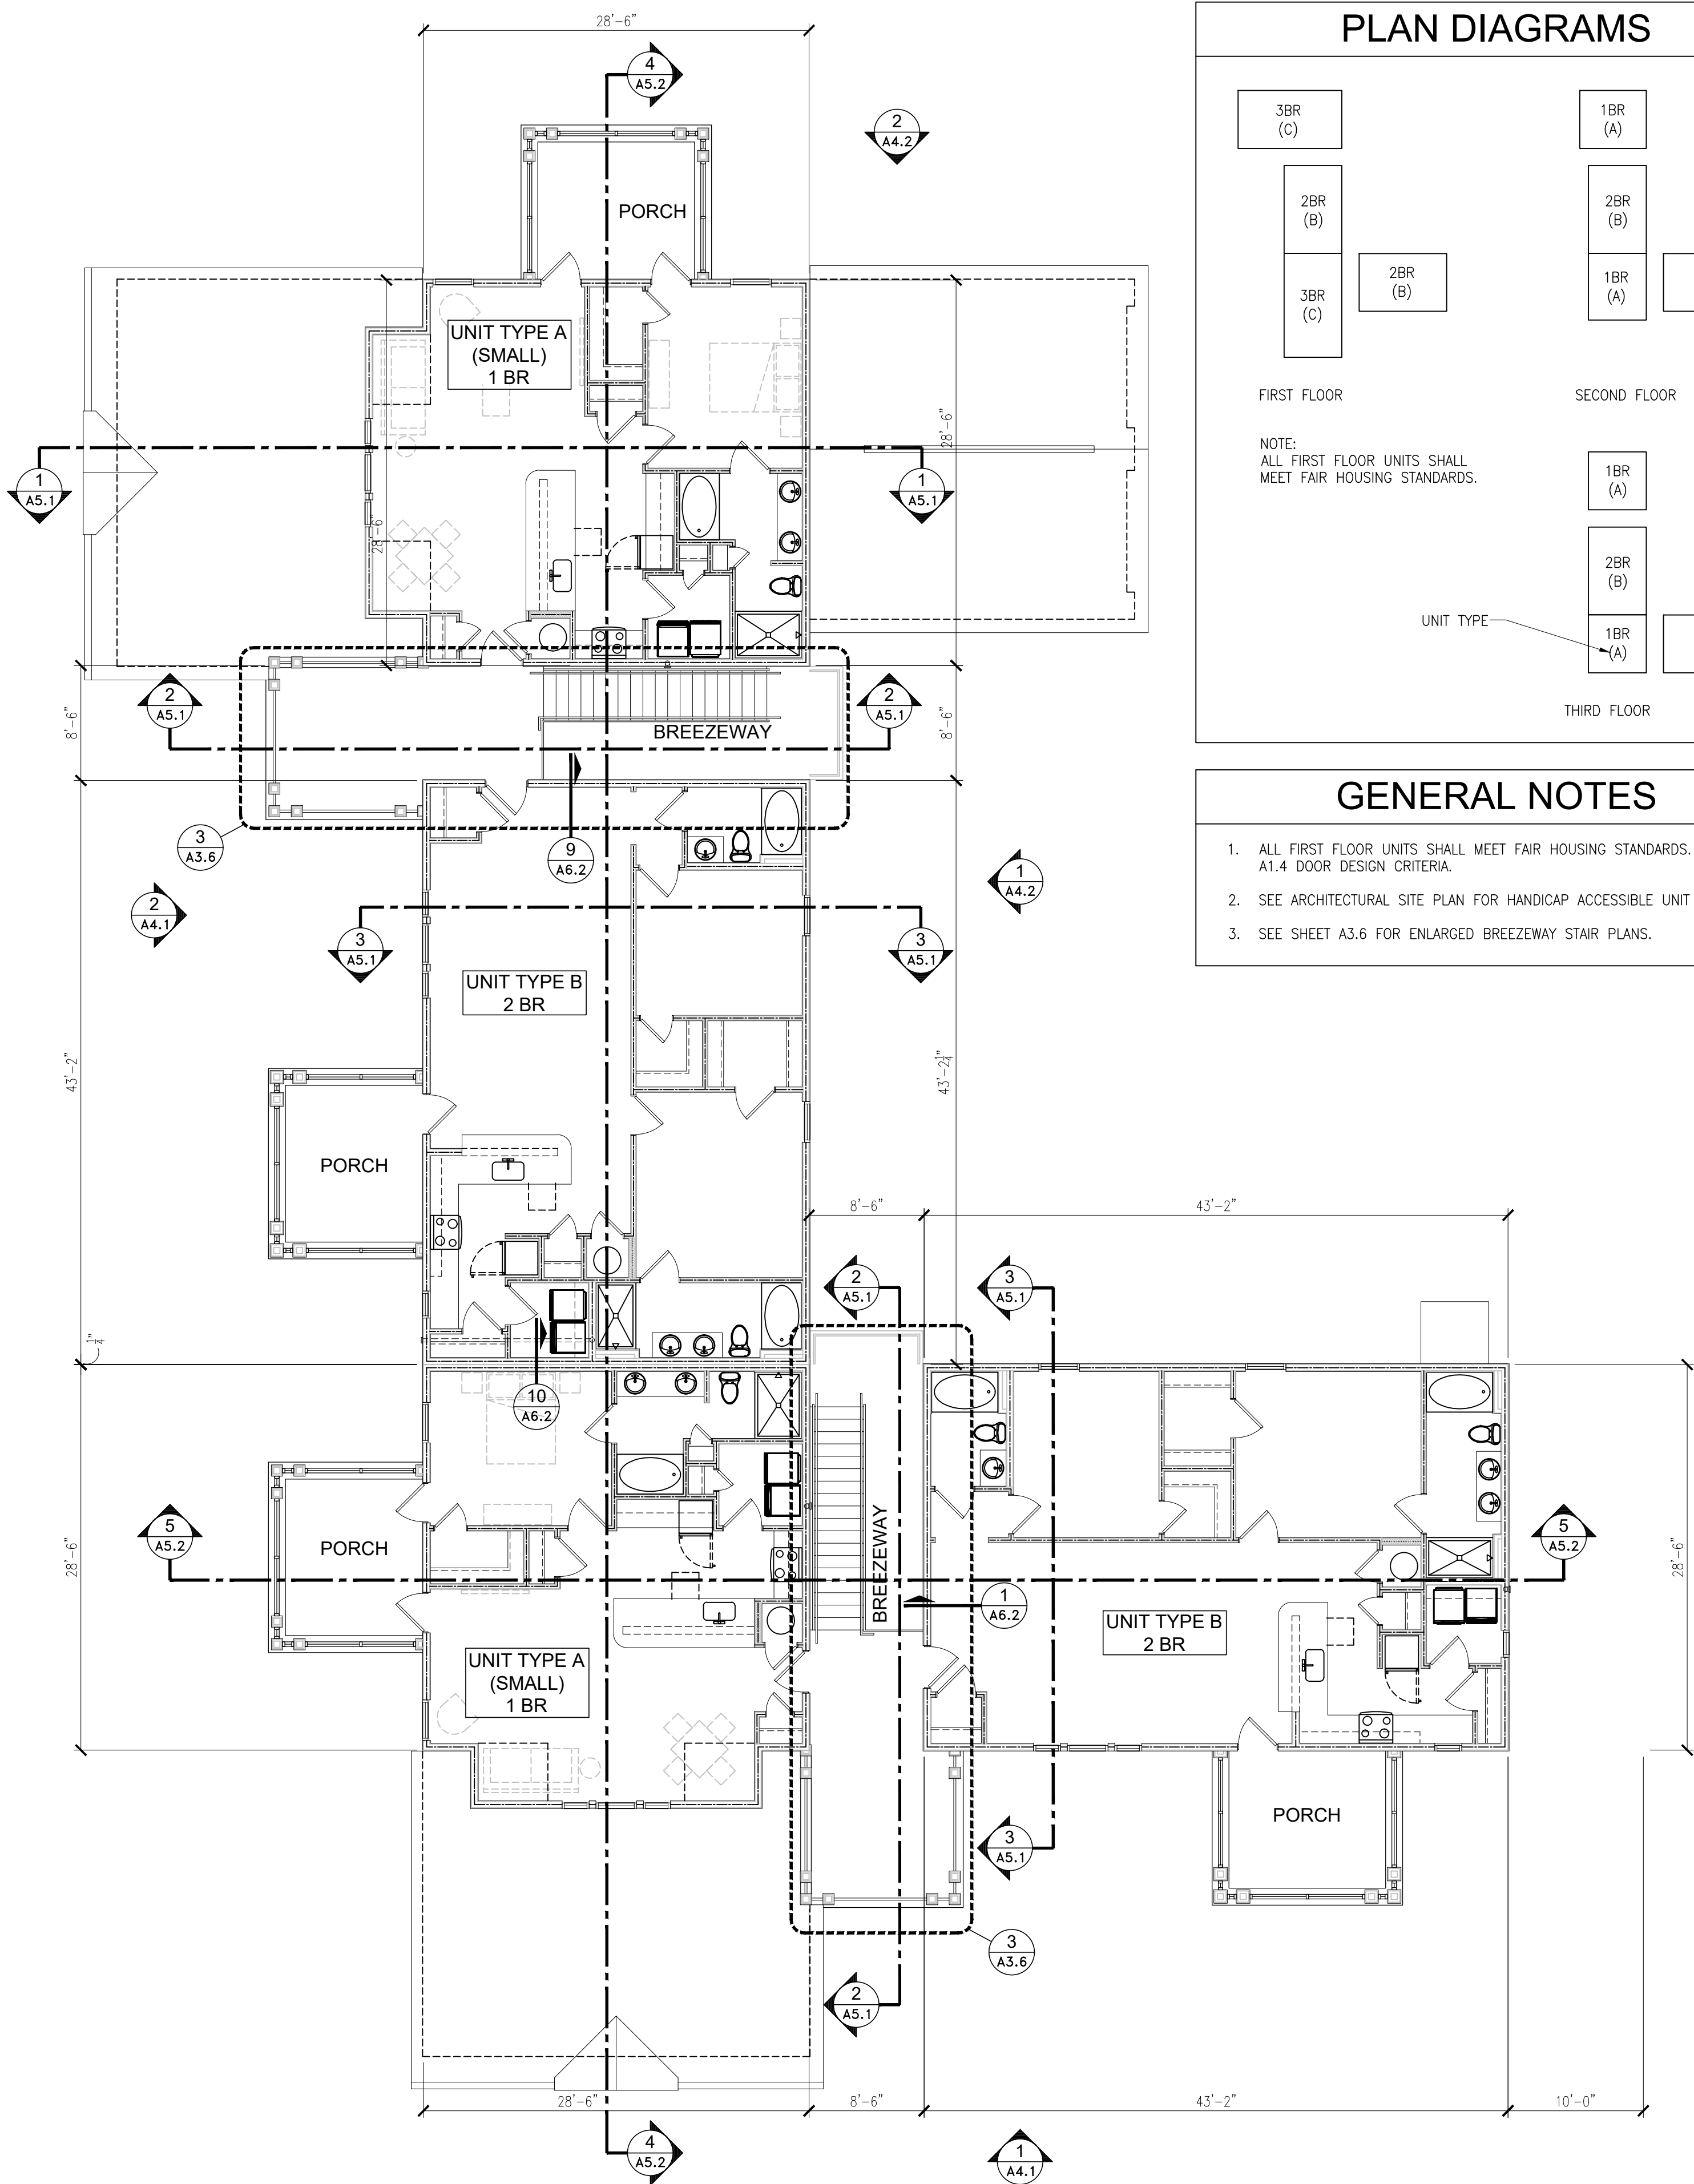 28'-6"
4
A5.2
2
A4.2
PORCH
UNIT TYPE A
(SMALL)
1 BR
28'-6"
28'-6"
1
A5.1
1
A5.1
2
A5.1
2
A5.1
8'-6"
8'-6"
BREEZEWAY
3
A3.6
9
A6.2
1
A4.2
2
A4.1
3
A5.1
3
A5.1
UNIT TYPE B
2 BR
43'-2"
43'-2 1/4"
PORCH
8'-6"
43'-2"
2
A5.1
3
A5.1
1/4"
10
A6.2
5
A5.2
PORCH
28'-6"
BREEZEWAY
1
A6.2
5
A5.2
28'-6"
UNIT TYPE B
2 BR
UNIT TYPE A
(SMALL)
1 BR
PORCH
3
A5.1
3
A3.6
2
A5.1
28'-6"
8'-6"
43'-2"
10'-0"
4
A5.2
1
A4.1
PLAN DIAGRAMS
3BR
(C)
2BR
(B)
3BR
(C)
2BR
(B)
FIRST FLOOR
1BR
(A)
2BR
(B)
1BR
(A)
SECOND FLOOR
NOTE:
ALL FIRST FLOOR UNITS SHALL
MEET FAIR HOUSING STANDARDS.
1BR
(A)
2BR
(B)
UNIT TYPE
1BR
(A)
THIRD FLOOR
GENERAL NOTES
1. ALL FIRST FLOOR UNITS SHALL MEET FAIR HOUSING STANDARDS.
A1.4 DOOR DESIGN CRITERIA.
2. SEE ARCHITECTURAL SITE PLAN FOR HANDICAP ACCESSIBLE UNIT
3. SEE SHEET A3.6 FOR ENLARGED BREEZEWAY STAIR PLANS.